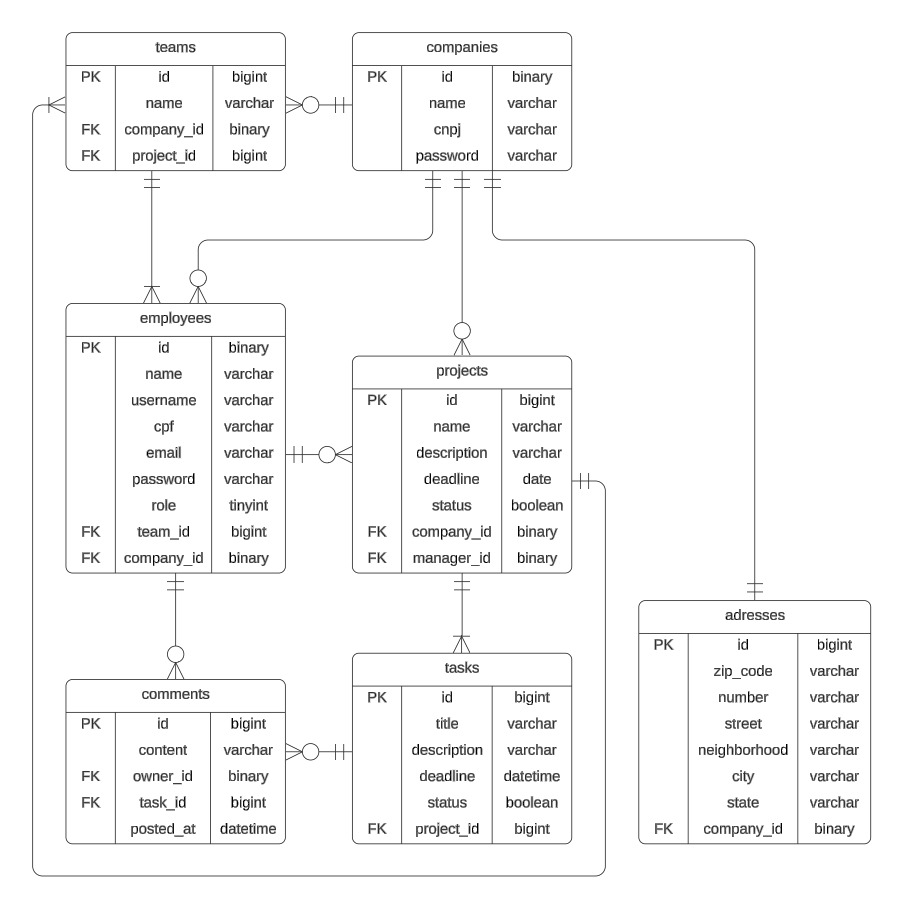 teams
PK id bigint
name varchar
FK company_id binary
FK project_id bigint
companies
PK id binary
name varchar
cnpj varchar
password varchar
employees
PK id binary
name varchar
username varchar
cpf varchar
email varchar
password varchar
role tinyint
FK team_id bigint
FK company_id binary
projects
PK id bigint
name varchar
description varchar
deadline date
status boolean
FK company_id binary
FK manager_id binary
comments
PK id bigint
content varchar
FK owner_id binary
FK task_id bigint
posted_at datetime
tasks
PK id bigint
title varchar
description varchar
deadline datetime
status boolean
FK project_id bigint
adresses
PK id bigint
zip_code varchar
number varchar
street varchar
neighborhood varchar
city varchar
state varchar
FK company_id binary